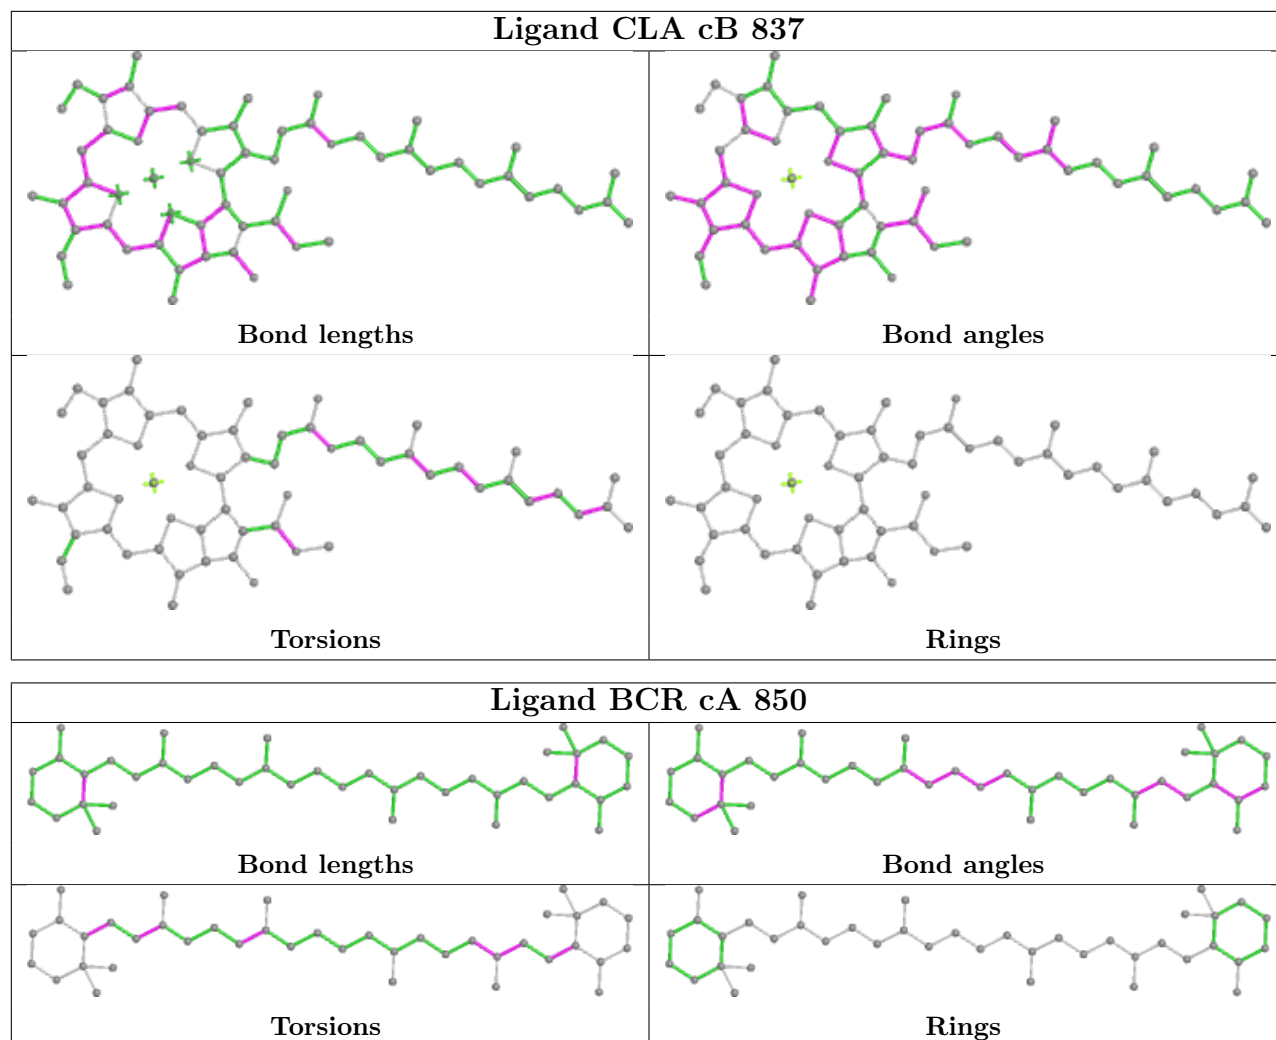 Ligand CLA cB 837
Bond lengths
Bond angles
Torsions
Rings
Ligand BCR cA 850
Bond lengths
Bond angles
Torsions
Rings